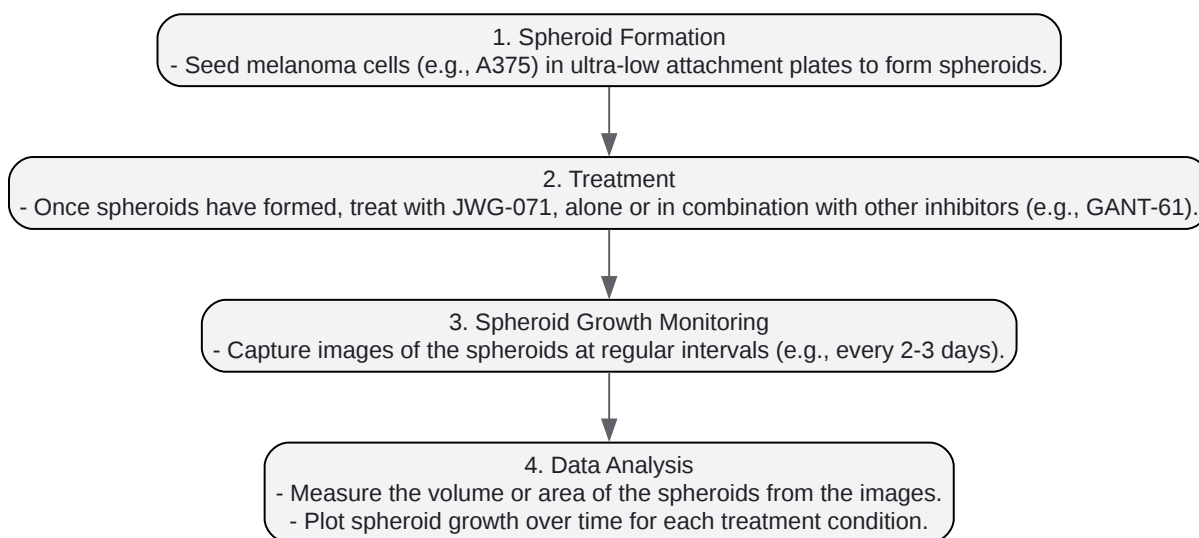 1. Spheroid Formation
- Seed melanoma cells (e.g., A375) in ultra-low attachment plates to form spheroids.
2. Treatment
- Once spheroids have formed, treat with JWG-071, alone or in combination with other inhibitors (e.g., GANT-61).
3. Spheroid Growth Monitoring
- Capture images of the spheroids at regular intervals (e.g., every 2-3 days).
4. Data Analysis
- Measure the volume or area of the spheroids from the images.
- Plot spheroid growth over time for each treatment condition.